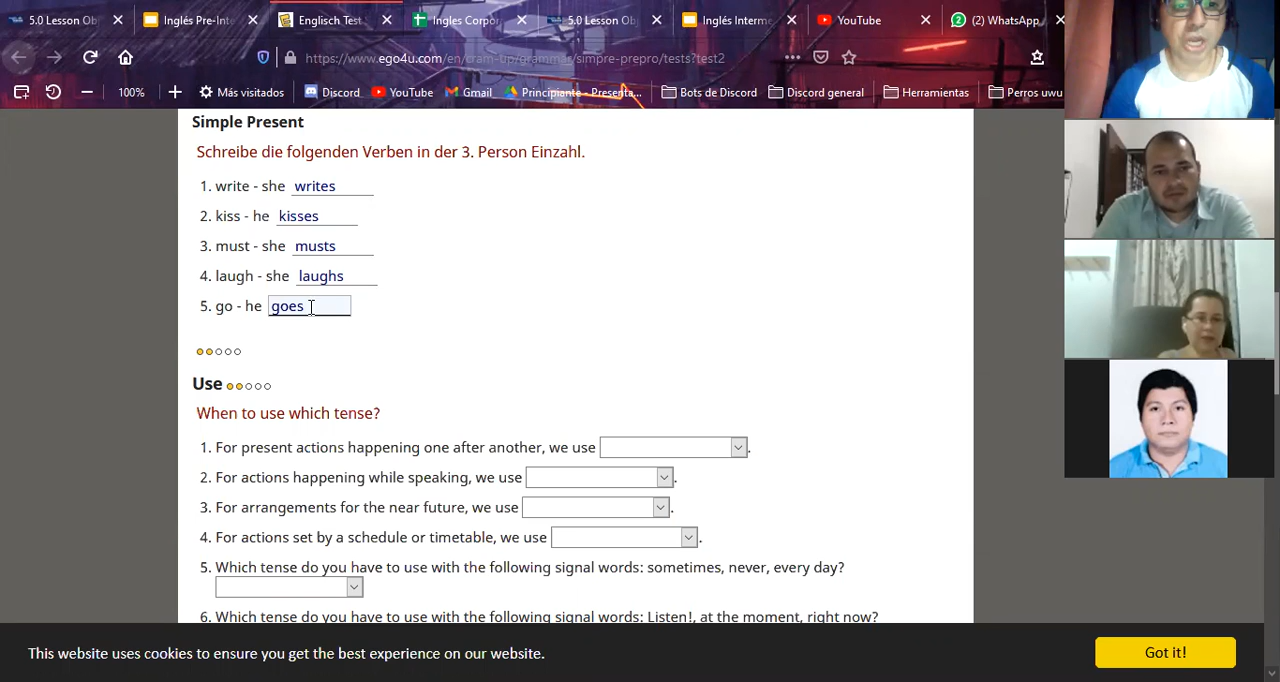 5.0 Lesson Ob
Inglés Pre-Int
Englisch Test
Ingles Corpo
5.0 Lesson Ob
Inglés Interme
YouTube
(2) WhatsApp
https://www.ego4u.com/en/cram-up/grammar/simpre-prepro/tests?test2
100%
Más visitados
Discord
YouTube
Gmail
Principiante - Presenta...
Bots de Discord
Discord general
Herramientas
Perros uwu
Simple Present
Schreibe die folgenden Verben in der 3. Person Einzahl.
1. write - she writes
2. kiss - he kisses
3. must - she musts
4. laugh - she laughs
5. go - he goes
Use
When to use which tense?
1. For present actions happening one after another, we use .
2. For actions happening while speaking, we use .
3. For arrangements for the near future, we use .
4. For actions set by a schedule or timetable, we use .
5. Which tense do you have to use with the following signal words: sometimes, never, every day?
6. Which tense do you have to use with the following signal words: Listen!, at the moment, right now?
This website uses cookies to ensure you get the best experience on our website.
Got it!